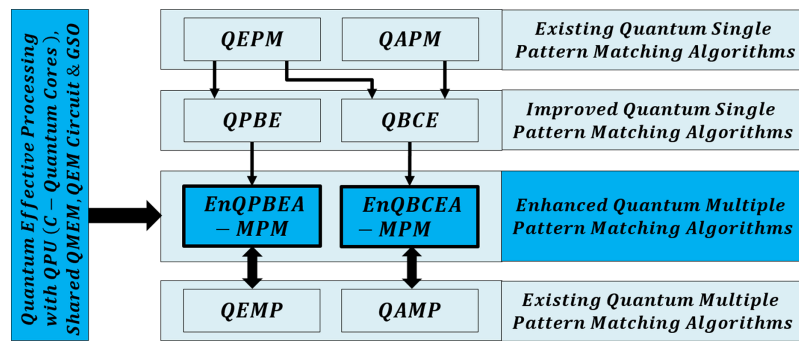 Quantum Effective Processing
with QPU (C − Quantum Cores),
Shared QMEM, QEM Circuit & GSO
QEPM
QAPM
Existing Quantum Single
Pattern Matching Algorithms
QPBE
QBCE
Improved Quantum Single
Pattern Matching Algorithms
EnQPBEA
− MPM
EnQBCEA
− MPM
Enhanced Quantum Multiple
Pattern Matching Algorithms
QEMP
QAMP
Existing Quantum Multiple
Pattern Matching Algorithms